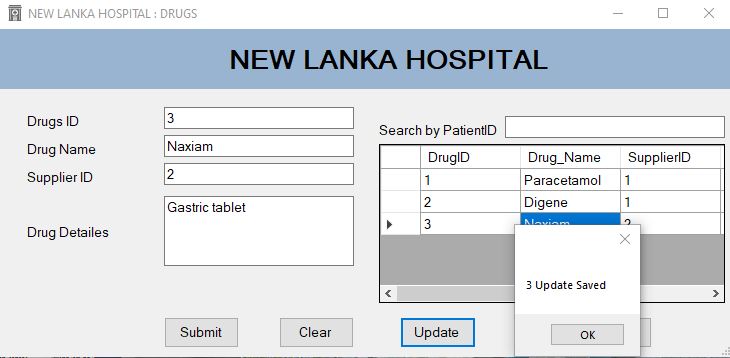 NEW LANKA HOSPITAL : DRUGS
NEW LANKA HOSPITAL
Drugs ID
3
Drug Name
Naxiam
Supplier ID
2
Drug Detailes
Gastric tablet
Search by PatientID
DrugID Drug_Name SupplierID
1 Paracetamol 1
2 Digene 1
3 Naxiam 2
3 Update Saved
OK
Submit
Clear
Update